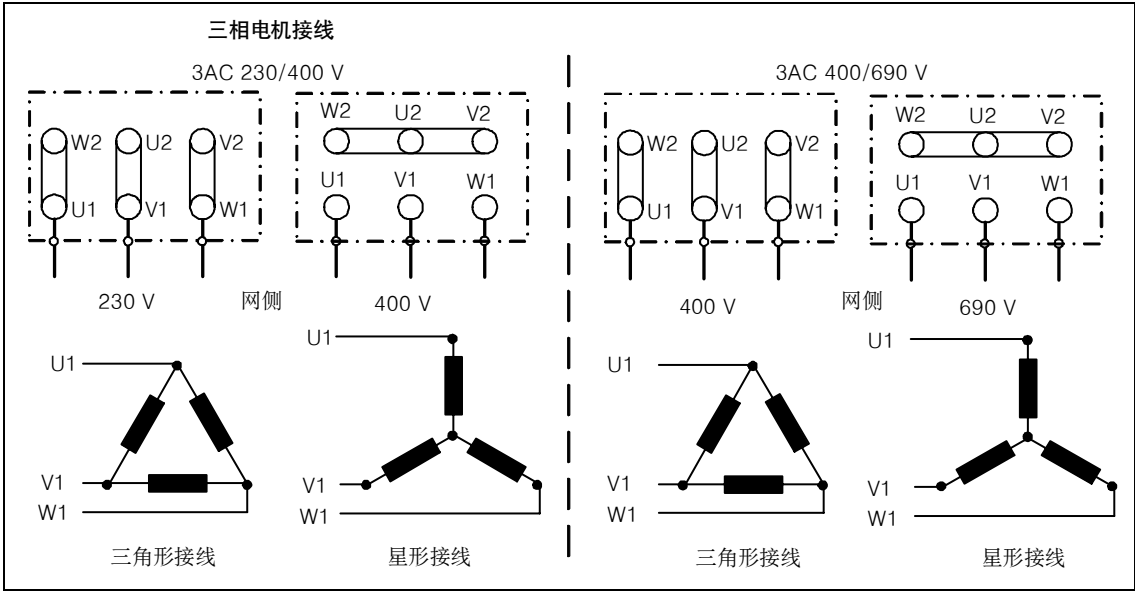 三相电机接线
3AC 230/400 V
W2 U2 V2
U1 V1 W1
W2 U2 V2
U1 V1 W1
230 V 网侧 400 V
U1
V1
W1
三角形接线
U1
V1
W1
星形接线
3AC 400/690 V
W2 U2 V2
U1 V1 W1
W2 U2 V2
U1 V1 W1
400 V 网侧 690 V
U1
V1
W1
三角形接线
U1
V1
W1
星形接线